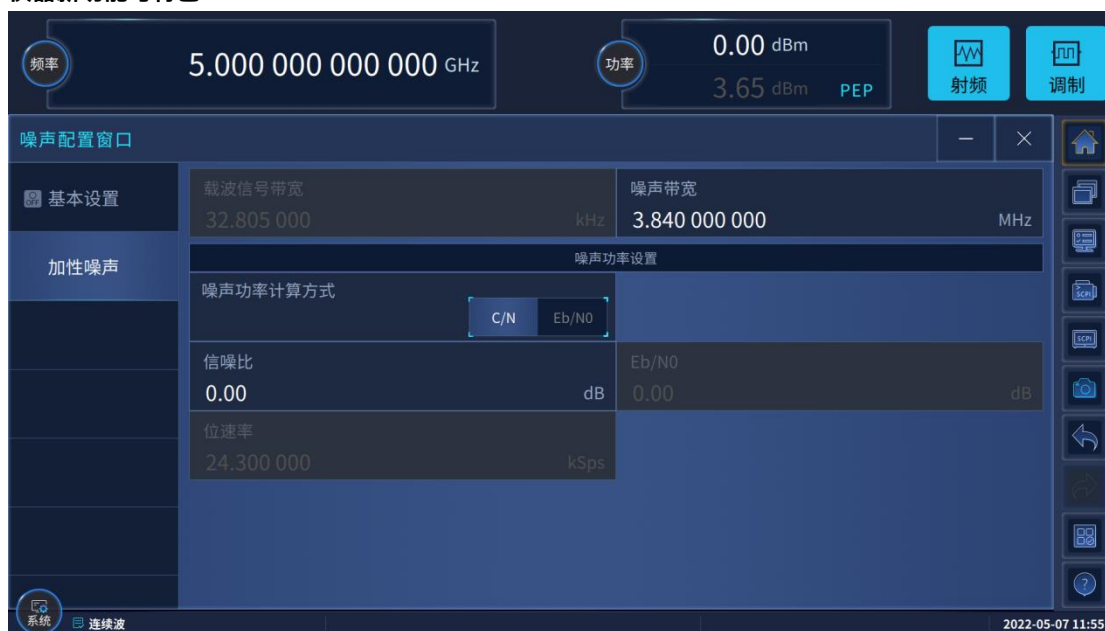 频率
5.000 000 000 000 GHz
功率
0.00 dBm
3.65 dBm PEP
射频
调制
噪声配置窗口
OFF 基本设置
加性噪声
载波信号带宽
32.805 000 kHz
噪声带宽
3.840 000 000 MHz
噪声功率设置
噪声功率计算方式
C/N Eb/N0
信噪比
0.00 dB
Eb/N0
0.00 dB
位速率
24.300 000 kSps
SCPI
SCPI
系统
连续波
2022-05-07 11:55